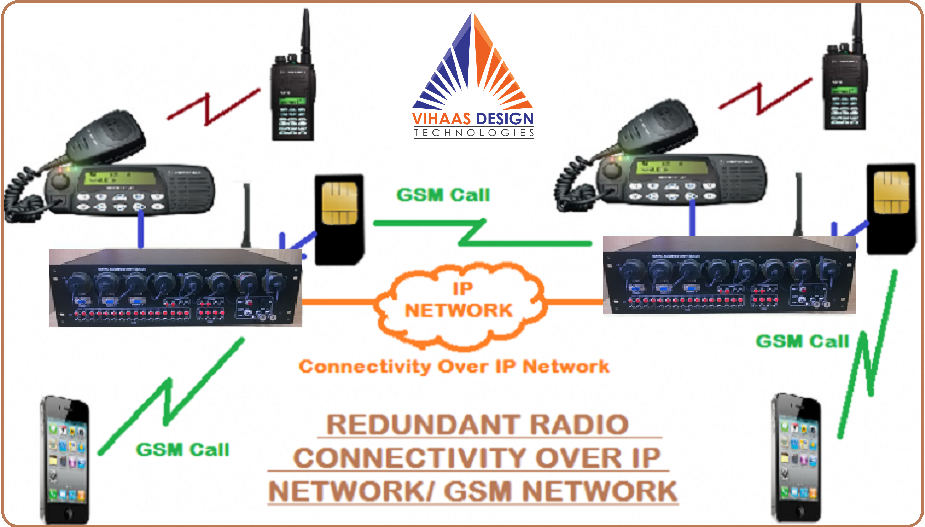 VIHAAS DESIGN
TECHNOLOGIES
GSM Call
IP
NETWORK
Connectivity Over IP Network
GSM Call
GSM Call
REDUNDANT RADIO
CONNECTIVITY OVER IP
NETWORK/ GSM NETWORK